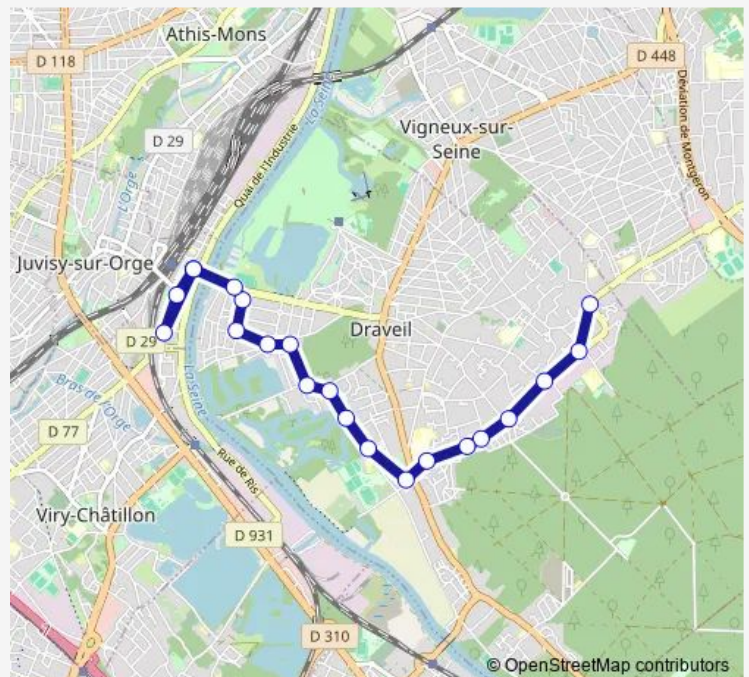 Athis-Mons
D 118
D 448
La Seine
Déviation de Montgeron
Vigneux-sur-
Seine
D 29
Quai de l'Industrie
L'Orge
Juvisy-sur-Orge
Draveil
D 29
La Seine
Bras de l'Orge
D 77
Rue de Ris
Viry-Châtillon
D 931
D 310
© OpenStreetMap contributors